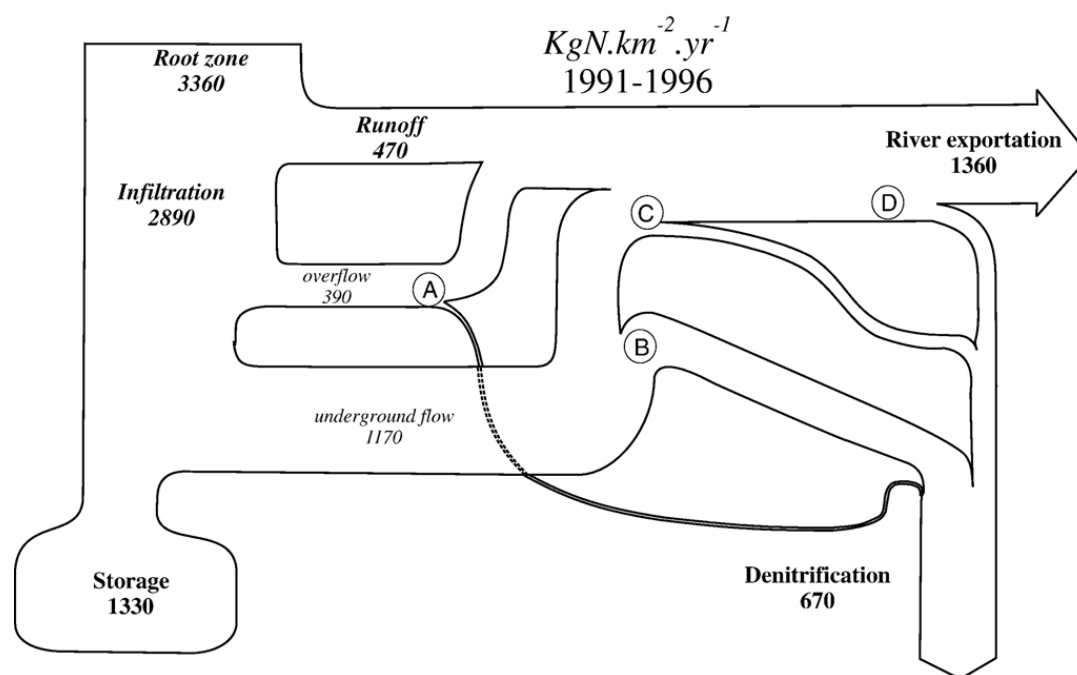 KgN.km⁻².yr⁻¹
1991-1996
Root zone
3360
Runoff
470
River exportation
1360
Infiltration
2890
C
D
overflow
390
A
B
underground flow
1170
Storage
1330
Denitrification
670